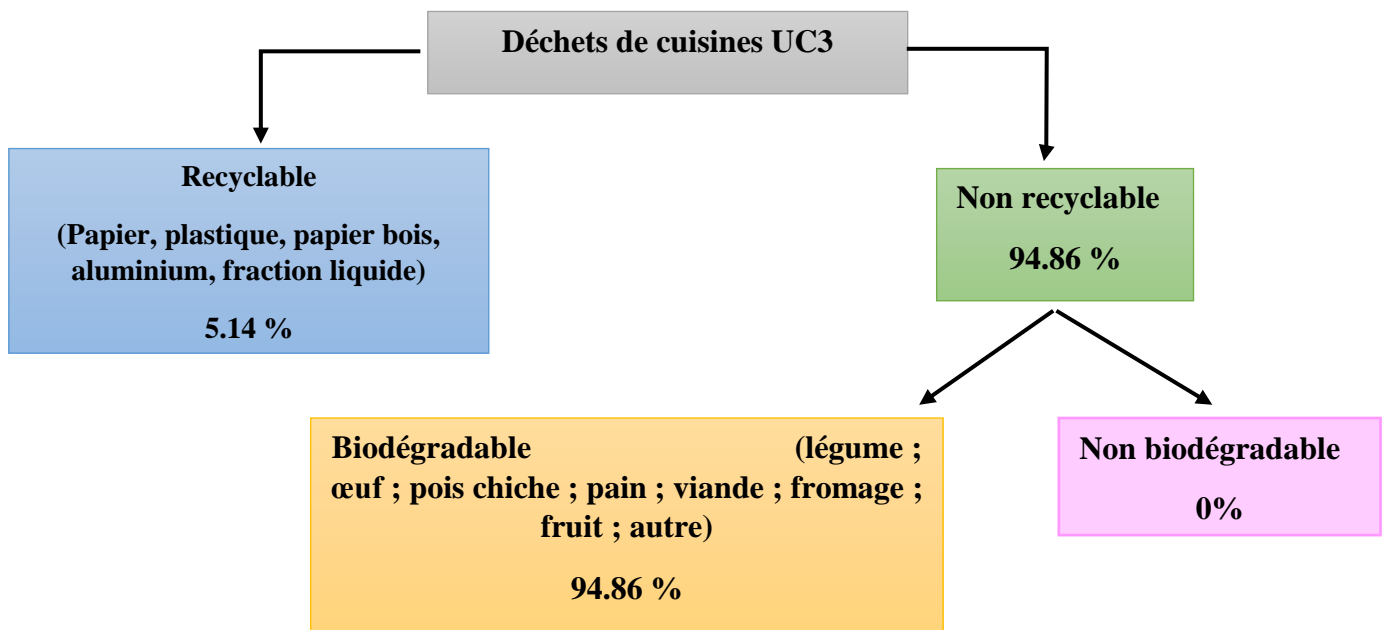 Déchets de cuisines UC3
Recyclable
(Papier, plastique, papier bois,
aluminium, fraction liquide)
5.14 %
Non recyclable
94.86 %
Biodégradable (légume ;
œuf ; pois chiche ; pain ; viande ; fromage ;
fruit ; autre)
94.86 %
Non biodégradable
0%